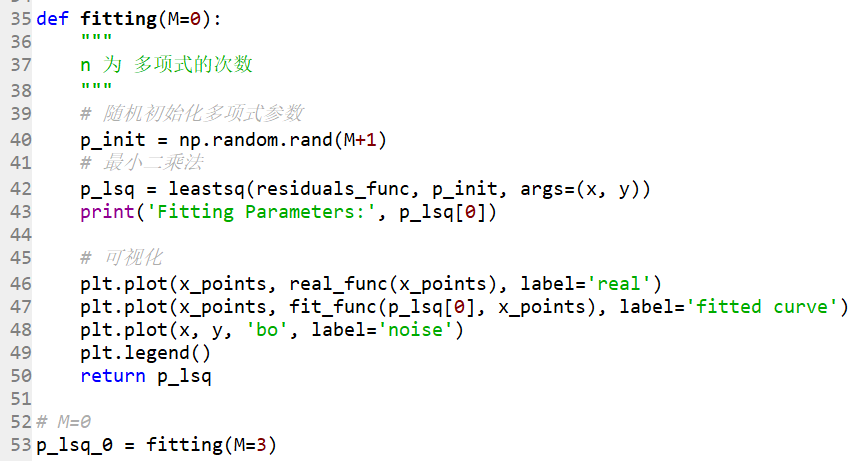 35 def fitting(M=0):
36     """
37     n 为 多项式的次数
38     """
39     # 随机初始化多项式参数
40     p_init = np.random.rand(M+1)
41     # 最小二乘法
42     p_lsq = leastsq(residuals_func, p_init, args=(x, y))
43     print('Fitting Parameters:', p_lsq[0])
44
45     # 可视化
46     plt.plot(x_points, real_func(x_points), label='real')
47     plt.plot(x_points, fit_func(p_lsq[0], x_points), label='fitted curve')
48     plt.plot(x, y, 'bo', label='noise')
49     plt.legend()
50     return p_lsq
51
52 # M=0
53 p_lsq_0 = fitting(M=3)